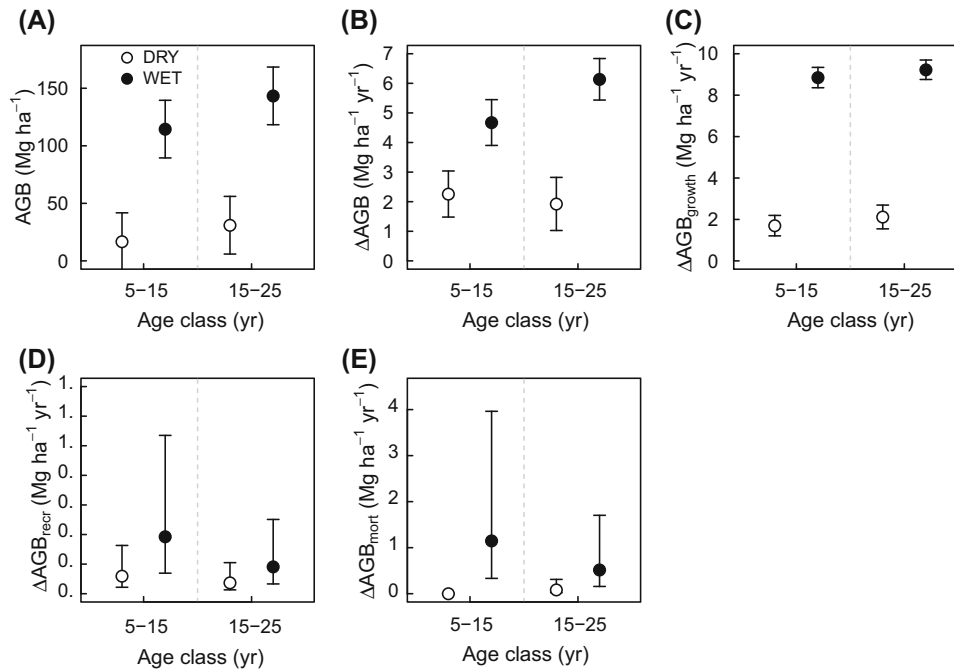 (A)
AGB (Mg ha⁻¹)
150
100
50
0
DRY
WET
5−15
15−25
Age class (yr)
(B)
ΔAGB (Mg ha⁻¹ yr⁻¹)
7
6
5
4
3
2
1
0
5−15
15−25
Age class (yr)
(C)
ΔAGBgrowth (Mg ha⁻¹ yr⁻¹)
10
8
6
4
2
0
5−15
15−25
Age class (yr)
(D)
ΔAGBrecr (Mg ha⁻¹ yr⁻¹)
1.
1.
1.
0.
0.
0.
0.
0.
5−15
15−25
Age class (yr)
(E)
ΔAGBmort (Mg ha⁻¹ yr⁻¹)
4
3
2
1
0
5−15
15−25
Age class (yr)